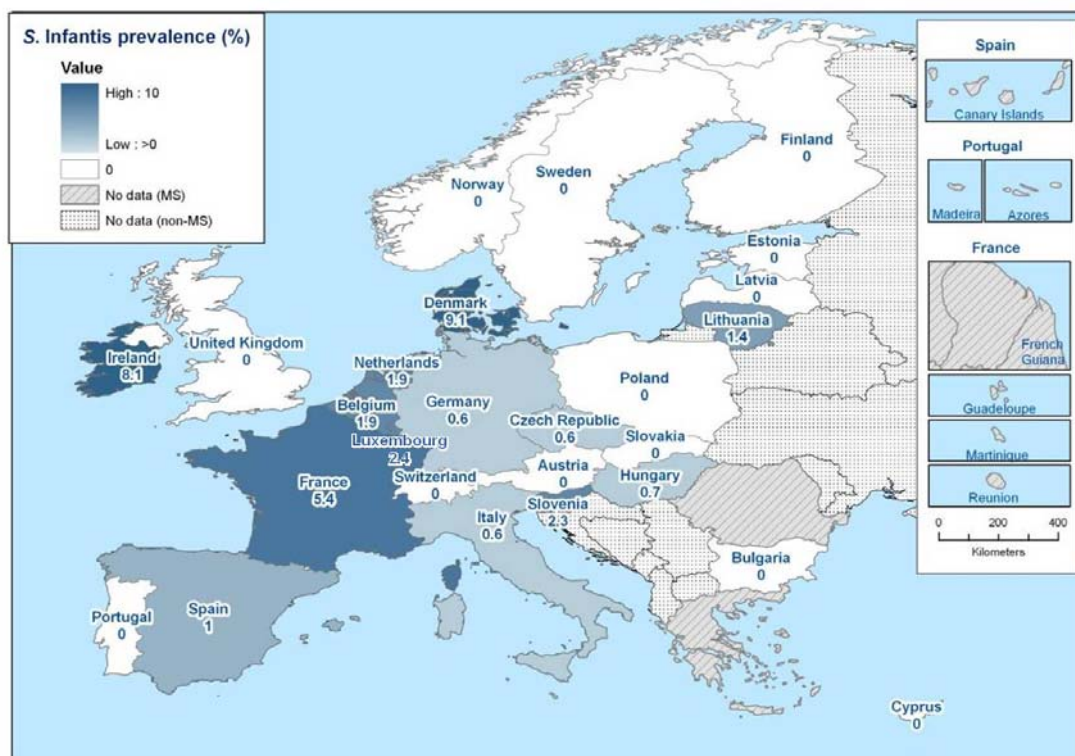 S. Infantis prevalence (%)
Value
High : 10
Low : >0
0
No data (MS)
No data (non-MS)
Norway
0
Sweden
0
Finland
0
Estonia
0
Latvia
0
Lithuania
1.4
Denmark
9.1
United Kingdom
0
Ireland
8.1
Netherlands
1.9
Belgium
1.9
Luxembourg
2.4
Germany
0.6
Poland
0
Czech Republic
0.6
Slovakia
0
Austria
0
Hungary
0.7
Switzerland
0
Slovenia
2.3
France
5.4
Italy
0.6
Bulgaria
0
Portugal
0
Spain
1
Cyprus
0
Spain
Canary Islands
Portugal
Madeira
Azores
France
French
Guiana
Guadeloupe
Martinique
Reunion
0 200 400
Kilometers